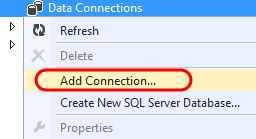 Data Connections
Refresh
Delete
Add Connection...
Create New SQL Server Database...
Properties